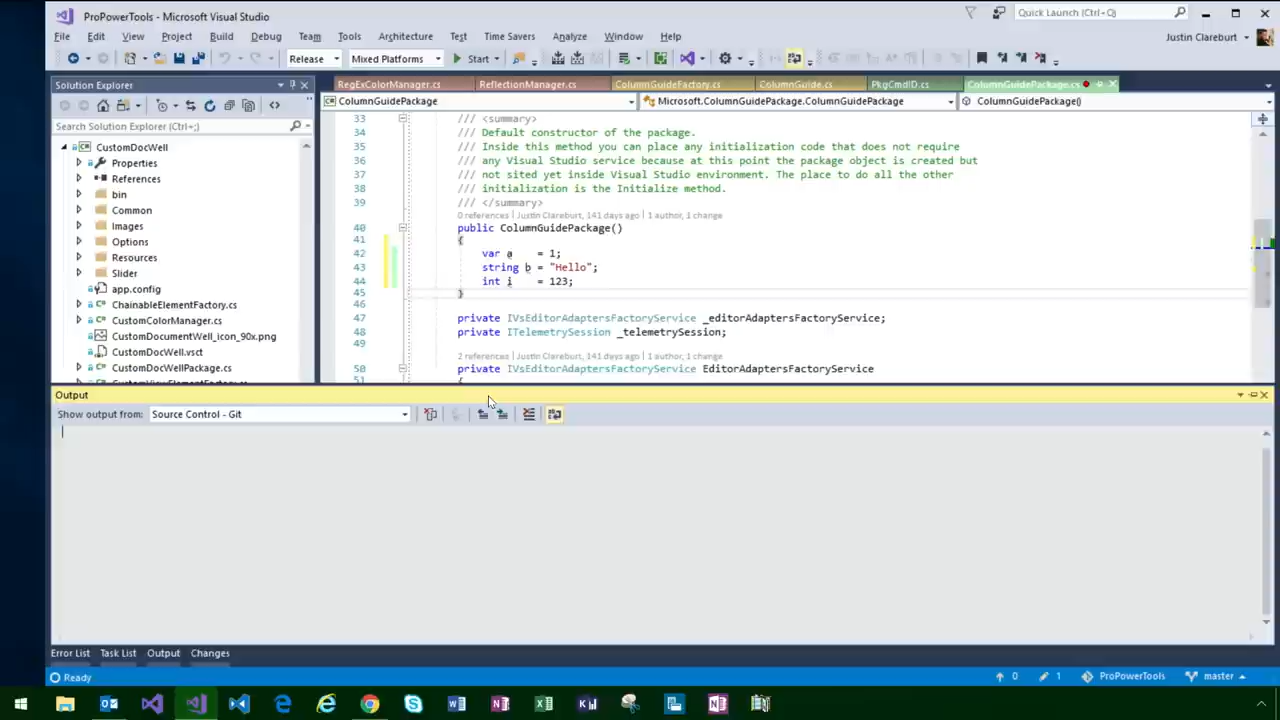 ProPowerTools - Microsoft Visual Studio
Quick Launch (Ctrl+Q)
File Edit View Project Build Debug Team Tools Architecture Test Time Savers Analyze Window Help
Justin Clareburt
Release Mixed Platforms Start
Solution Explorer
Search Solution Explorer (Ctrl+;)
CustomDocWell
Properties
References
bin
Common
Images
Options
Resources
Slider
app.config
ChainableElementFactory.cs
CustomColorManager.cs
CustomDocumentWell_icon_90x.png
CustomDocWell.vsct
CustomDocWellPackage.cs
CustomViewElementFactory.cs
RegExColorManager.cs ReflectionManager.cs ColumnGuideFactory.cs ColumnGuide.cs PkgCmdID.cs ColumnGuidePackage.cs
ColumnGuidePackage Microsoft.ColumnGuidePackage.ColumnGuidePackage ColumnGuidePackage()
33 /// <summary>
34 /// Default constructor of the package.
35 /// Inside this method you can place any initialization code that does not require
36 /// any Visual Studio service because at this point the package object is created but
37 /// not sited yet inside Visual Studio environment. The place to do all the other
38 /// initialization is the Initialize method.
39 /// </summary>
0 references | Justin Clareburt, 141 days ago | 1 author, 1 change
40 public ColumnGuidePackage()
41 {
42 var a = 1;
43 string b = "Hello";
44 int i = 123;
45 }
46
47 private IVsEditorAdaptersFactoryService _editorAdaptersFactoryService;
48 private ITelemetrySession _telemetrySession;
49
2 references | Justin Clareburt, 141 days ago | 1 author, 1 change
50 private IVsEditorAdaptersFactoryService EditorAdaptersFactoryService
51 {
Output
Show output from: Source Control - Git
Error List Task List Output Changes
Ready
0 1 ProPowerTools master